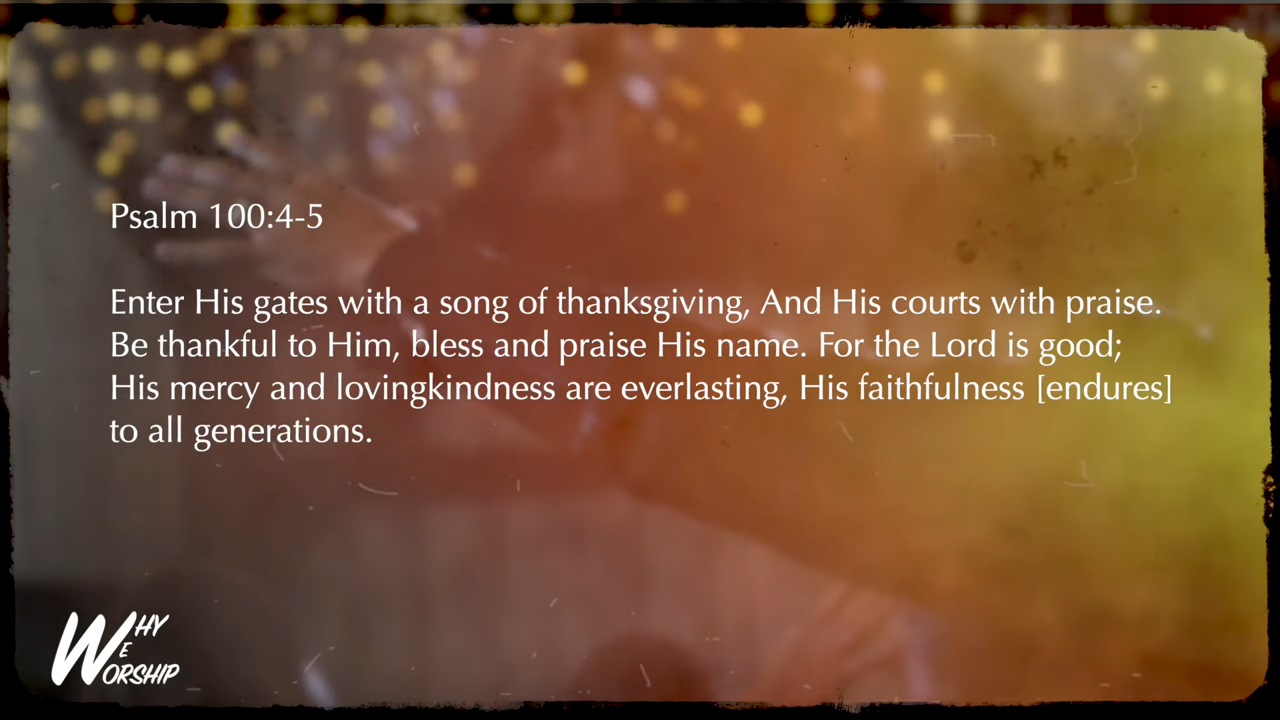 Psalm 100:4-5
Enter His gates with a song of thanksgiving, And His courts with praise.
Be thankful to Him, bless and praise His name. For the Lord is good;
His mercy and lovingkindness are everlasting, His faithfulness [endures]
to all generations.
WHY
WE
WORSHIP